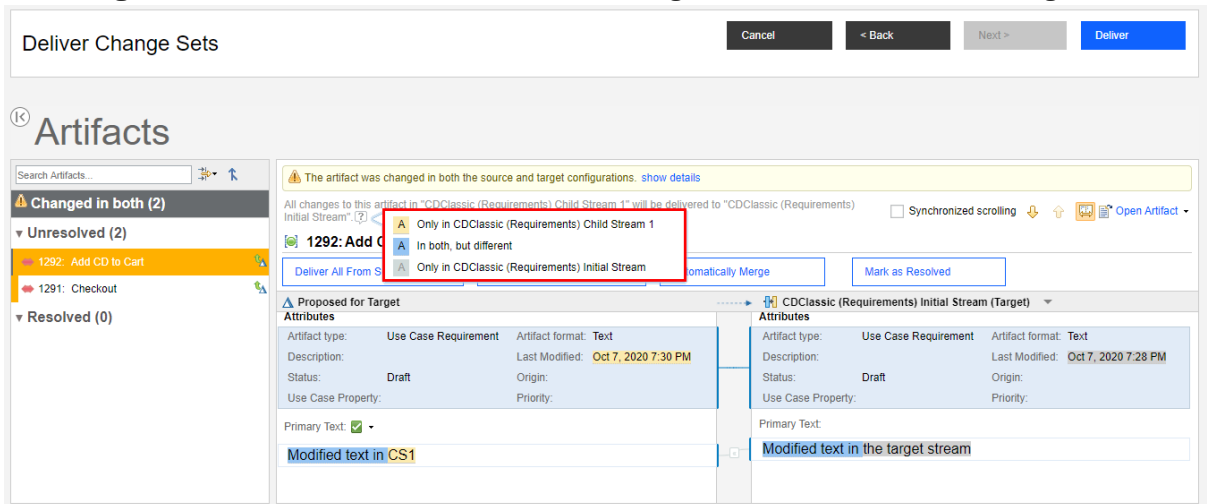 Deliver Change Sets
Cancel
< Back
Next >
Deliver
Artifacts
Search Artifacts...
Changed in both (2)
Unresolved (2)
1292: Add CD to Cart
1291: Checkout
Resolved (0)
The artifact was changed in both the source and target configurations. show details
All changes to this artifact in "CDClassic (Requirements) Child Stream 1" will be delivered to "CDClassic (Requirements)
Initial Stream". ?
Synchronized scrolling
Open Artifact
A Only in CDClassic (Requirements) Child Stream 1
A In both, but different
A Only in CDClassic (Requirements) Initial Stream
1292: Add
Deliver All From
Merge
Mark as Resolved
Proposed for Target
CDClassic (Requirements) Initial Stream (Target)
Attributes
Artifact type: Use Case Requirement Artifact format: Text
Description: Last Modified: Oct 7, 2020 7:30 PM
Status: Draft Origin:
Use Case Property: Priority:
Primary Text:
Modified text in CS1
Attributes
Artifact type: Use Case Requirement Artifact format: Text
Description: Last Modified: Oct 7, 2020 7:28 PM
Status: Draft Origin:
Use Case Property: Priority:
Primary Text:
Modified text in the target stream